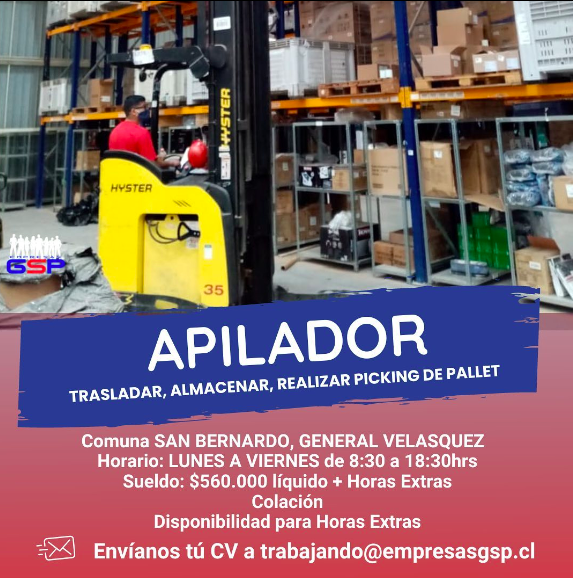 HYSTER
HYSTER
35
EMPRESAS
GSP
APILADOR
TRASLADAR, ALMACENAR, REALIZAR PICKING DE PALLET
Comuna SAN BERNARDO, GENERAL VELASQUEZ
Horario: LUNES A VIERNES de 8:30 a 18:30hrs
Sueldo: $560.000 líquido + Horas Extras
Colación
Disponibilidad para Horas Extras
Envíanos tú CV a trabajando@empresasgsp.cl